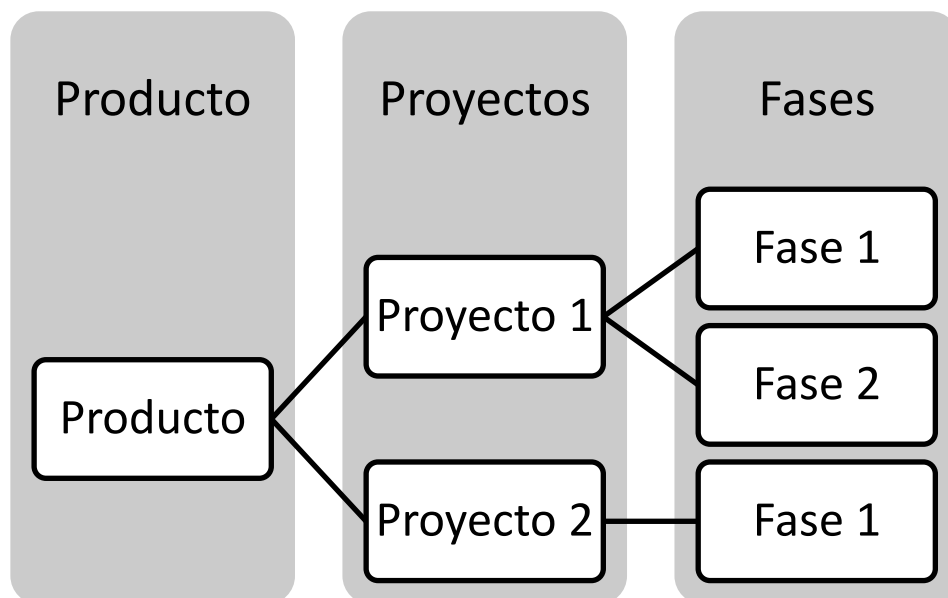 Producto
Proyectos
Fases
Producto
Proyecto 1
Proyecto 2
Fase 1
Fase 2
Fase 1